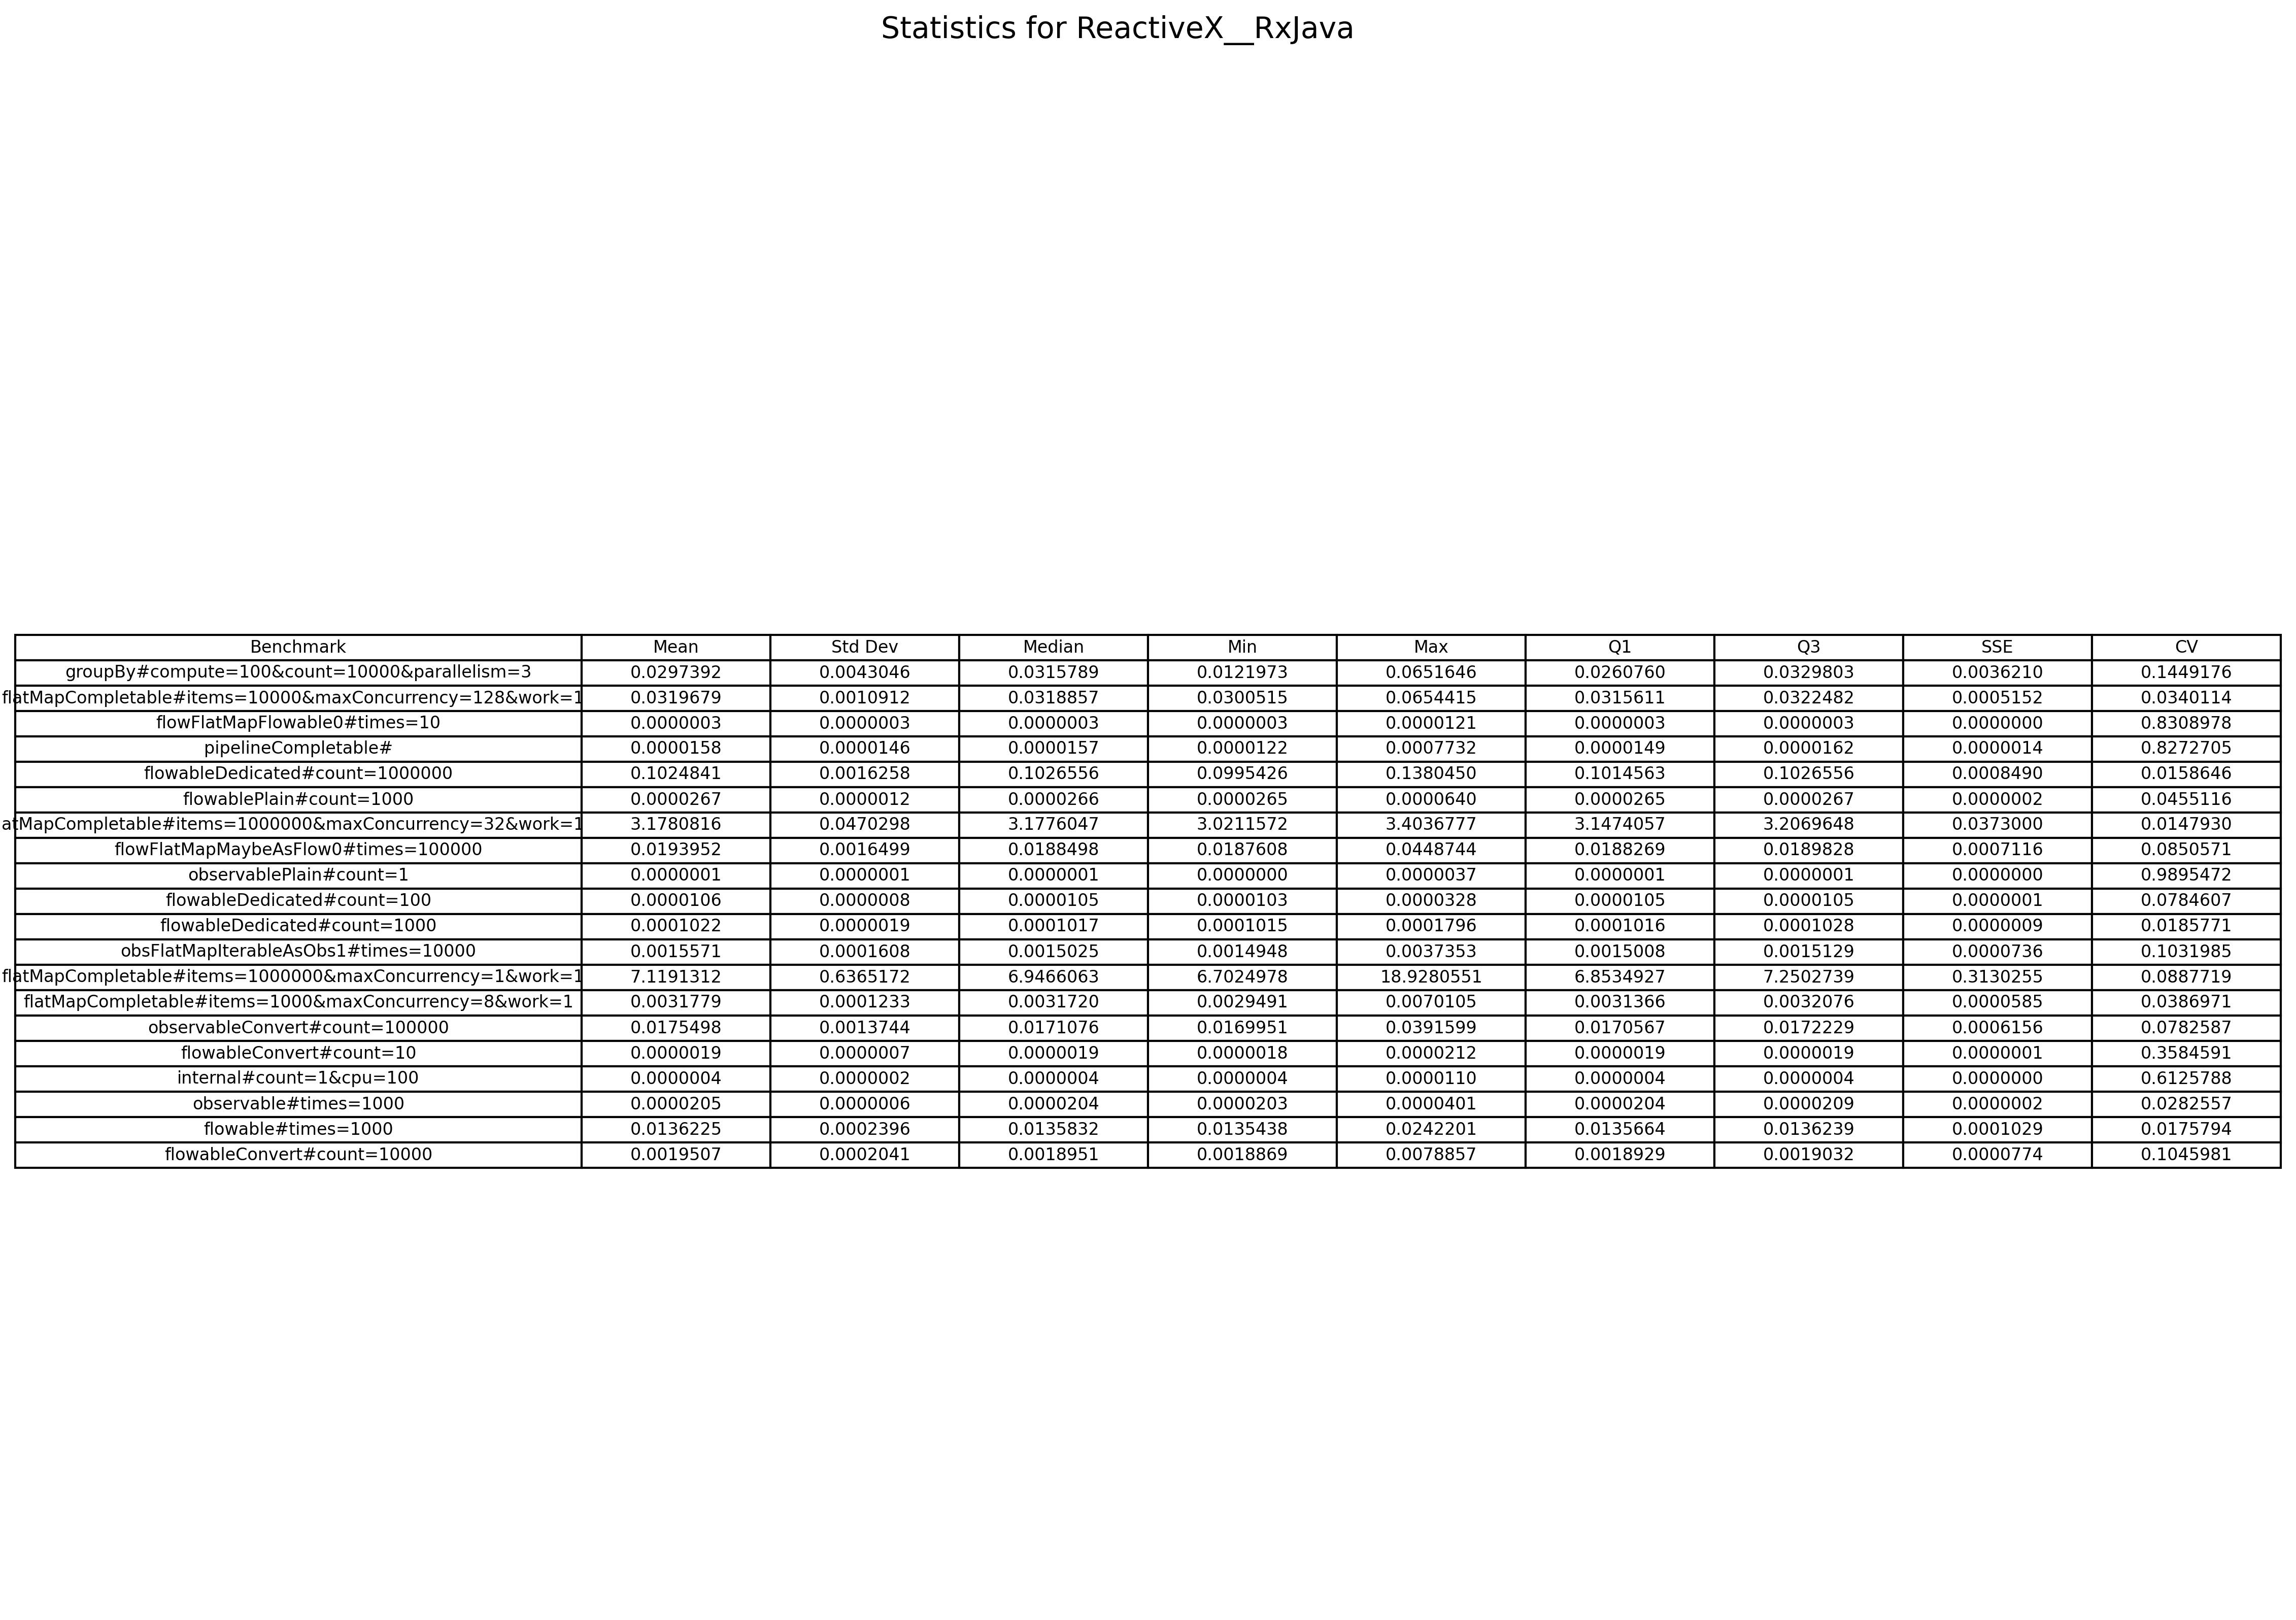 Statistics for ReactiveX__RxJava
Benchmark Mean Std Dev Median Min Max Q1 Q3 SSE CV
groupBy#compute=100&count=10000&parallelism=3 0.0297392 0.0043046 0.0315789 0.0121973 0.0651646 0.0260760 0.0329803 0.0036210 0.1449176
flatMapCompletable#items=10000&maxConcurrency=128&work=1 0.0319679 0.0010912 0.0318857 0.0300515 0.0654415 0.0315611 0.0322482 0.0005152 0.0340114
flowFlatMapFlowable0#times=10 0.0000003 0.0000003 0.0000003 0.0000003 0.0000121 0.0000003 0.0000003 0.0000000 0.8308978
pipelineCompletable# 0.0000158 0.0000146 0.0000157 0.0000122 0.0007732 0.0000149 0.0000162 0.0000014 0.8272705
flowableDedicated#count=1000000 0.1024841 0.0016258 0.1026556 0.0995426 0.1380450 0.1014563 0.1026556 0.0008490 0.0158646
flowablePlain#count=1000 0.0000267 0.0000012 0.0000266 0.0000265 0.0000640 0.0000265 0.0000267 0.0000002 0.0455116
atMapCompletable#items=1000000&maxConcurrency=32&work=1 3.1780816 0.0470298 3.1776047 3.0211572 3.4036777 3.1474057 3.2069648 0.0373000 0.0147930
flowFlatMapMaybeAsFlow0#times=100000 0.0193952 0.0016499 0.0188498 0.0187608 0.0448744 0.0188269 0.0189828 0.0007116 0.0850571
observablePlain#count=1 0.0000001 0.0000001 0.0000001 0.0000000 0.0000037 0.0000001 0.0000001 0.0000000 0.9895472
flowableDedicated#count=100 0.0000106 0.0000008 0.0000105 0.0000103 0.0000328 0.0000105 0.0000105 0.0000001 0.0784607
flowableDedicated#count=1000 0.0001022 0.0000019 0.0001017 0.0001015 0.0001796 0.0001016 0.0001028 0.0000009 0.0185771
obsFlatMapIterableAsObs1#times=10000 0.0015571 0.0001608 0.0015025 0.0014948 0.0037353 0.0015008 0.0015129 0.0000736 0.1031985
flatMapCompletable#items=1000000&maxConcurrency=1&work=1 7.1191312 0.6365172 6.9466063 6.7024978 18.9280551 6.8534927 7.2502739 0.3130255 0.0887719
flatMapCompletable#items=1000&maxConcurrency=8&work=1 0.0031779 0.0001233 0.0031720 0.0029491 0.0070105 0.0031366 0.0032076 0.0000585 0.0386971
observableConvert#count=100000 0.0175498 0.0013744 0.0171076 0.0169951 0.0391599 0.0170567 0.0172229 0.0006156 0.0782587
flowableConvert#count=10 0.0000019 0.0000007 0.0000019 0.0000018 0.0000212 0.0000019 0.0000019 0.0000001 0.3584591
internal#count=1&cpu=100 0.0000004 0.0000002 0.0000004 0.0000004 0.0000110 0.0000004 0.0000004 0.0000000 0.6125788
observable#times=1000 0.0000205 0.0000006 0.0000204 0.0000203 0.0000401 0.0000204 0.0000209 0.0000002 0.0282557
flowable#times=1000 0.0136225 0.0002396 0.0135832 0.0135438 0.0242201 0.0135664 0.0136239 0.0001029 0.0175794
flowableConvert#count=10000 0.0019507 0.0002041 0.0018951 0.0018869 0.0078857 0.0018929 0.0019032 0.0000774 0.1045981